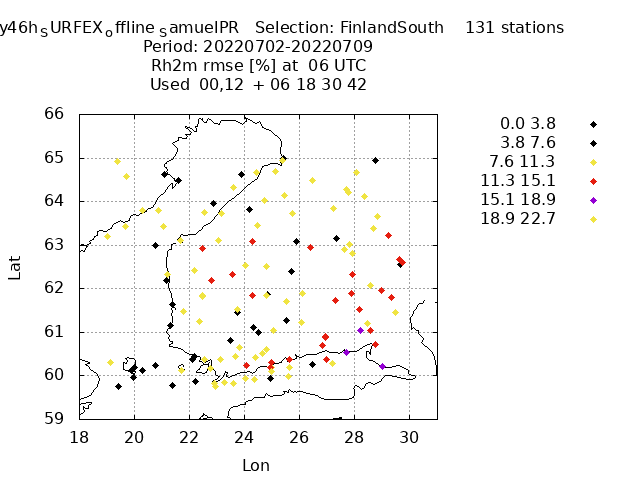 y46hSURFEXoffline SamuelPR Selection: FinlandSouth 131 stations
Period: 20220702-20220709
Rh2m rmse [%] at 06 UTC
Used 00,12 + 06 18 30 42
66
65
64
63
62
61
60
59
Lat
18 20 22 24 26 28 30
Lon
0.0 3.8
3.8 7.6
7.6 11.3
11.3 15.1
15.1 18.9
18.9 22.7